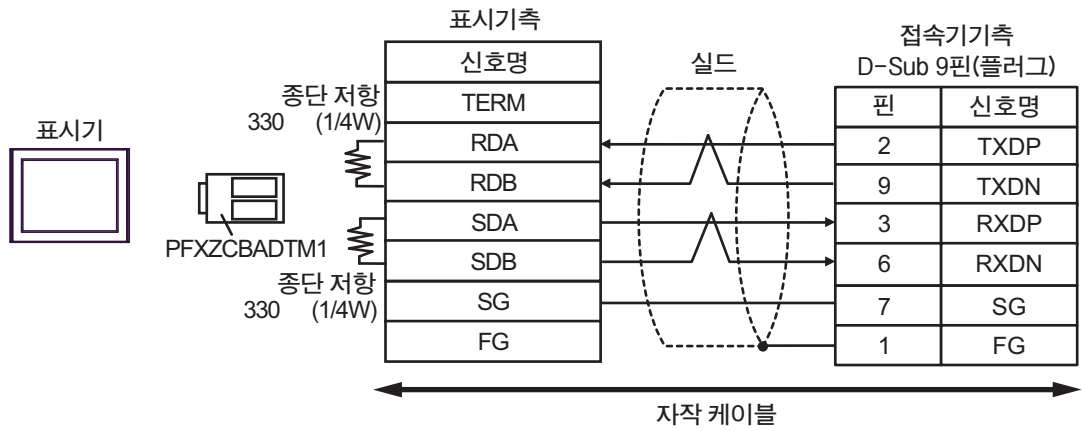 표시기측
접속기기측
D-Sub 9핀(플러그)
실드
신호명
핀 신호명
종단 저항
330 (1/4W)
TERM
표시기
RDA 2 TXDP
RDB 9 TXDN
SDA 3 RXDP
PFXZCBADTM1
SDB 6 RXDN
종단 저항
330 (1/4W)
SG 7 SG
FG 1 FG
자작 케이블